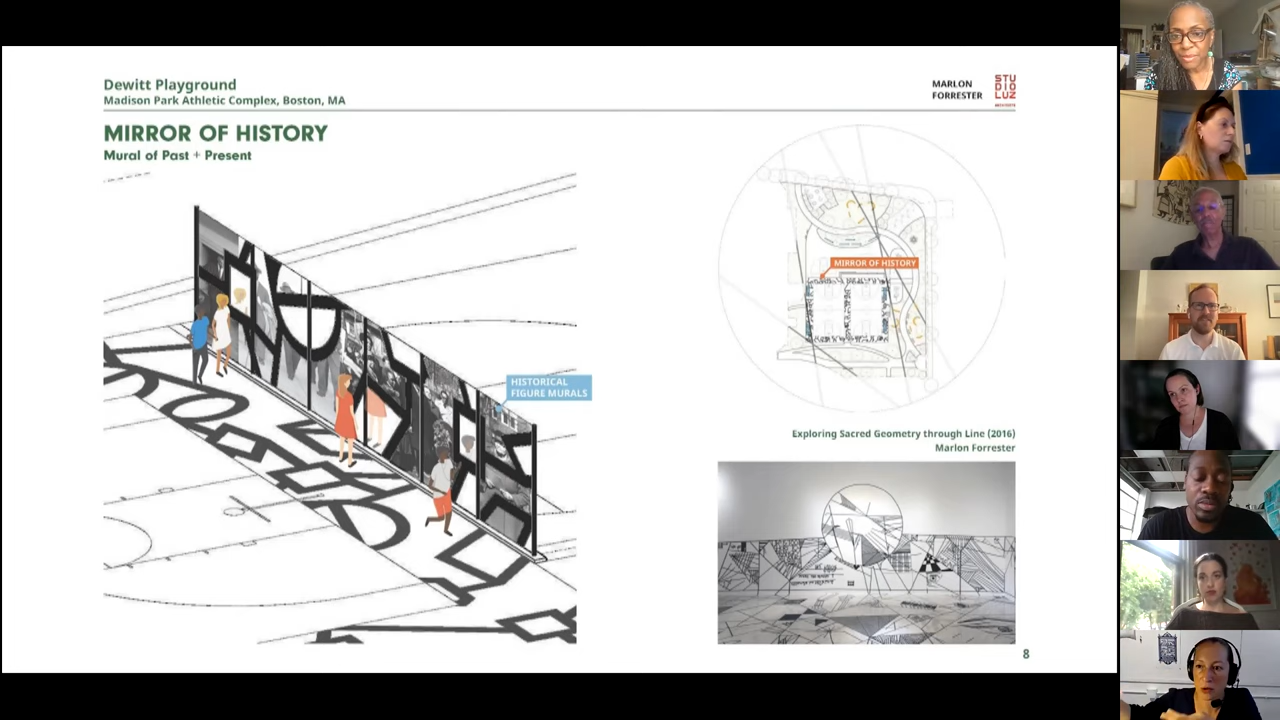 Dewitt Playground
Madison Park Athletic Complex, Boston, MA
MARLON
FORRESTER
STU
DIO
LUZ
ARCHITECTS
MIRROR OF HISTORY
Mural of Past + Present
MIRROR OF HISTORY
HISTORICAL
FIGURE MURALS
Exploring Sacred Geometry through Line (2016)
Marlon Forrester
8